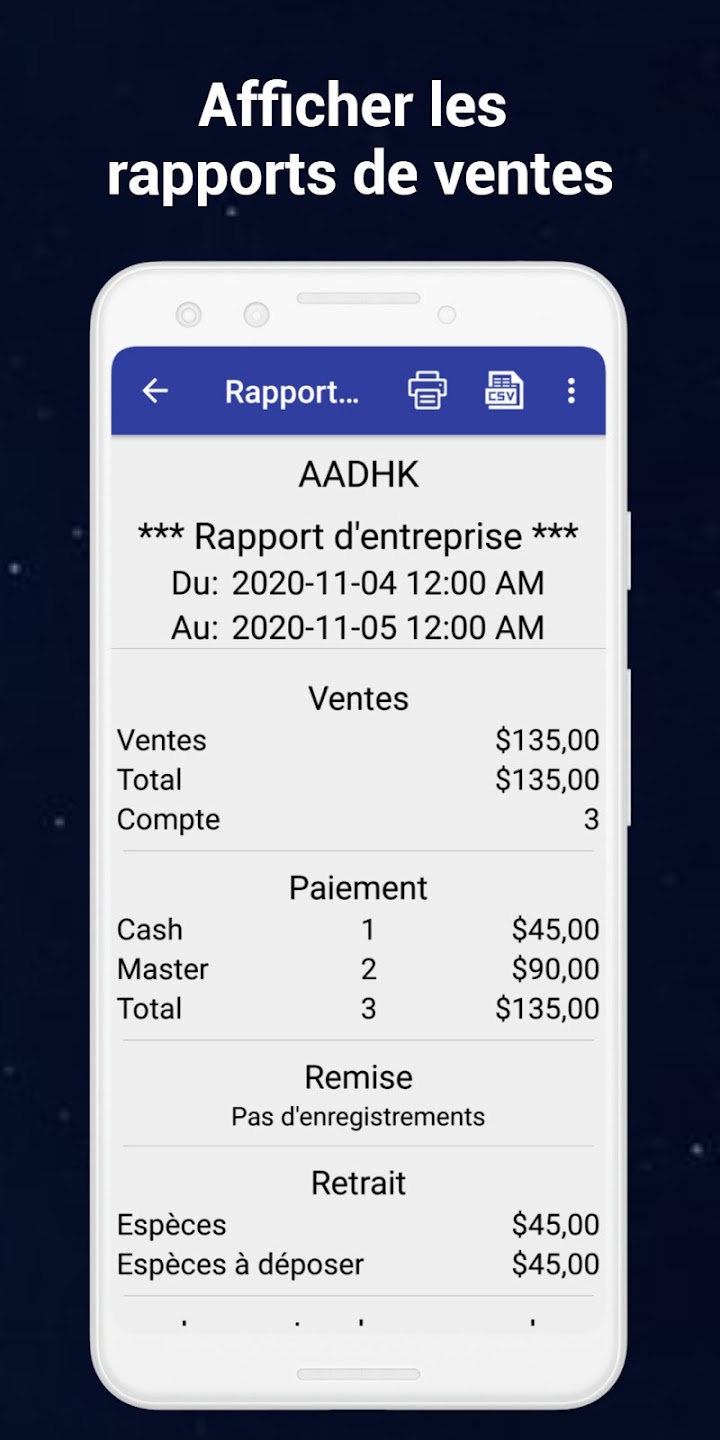 Afficher les
rapports de ventes
Rapport...
CSV
AADHK
*** Rapport d'entreprise ***
Du: 2020-11-04 12:00 AM
Au: 2020-11-05 12:00 AM
Ventes
Ventes $135,00
Total $135,00
Compte 3
Paiement
Cash 1 $45,00
Master 2 $90,00
Total 3 $135,00
Remise
Pas d'enregistrements
Retrait
Espèces $45,00
Espèces à déposer $45,00